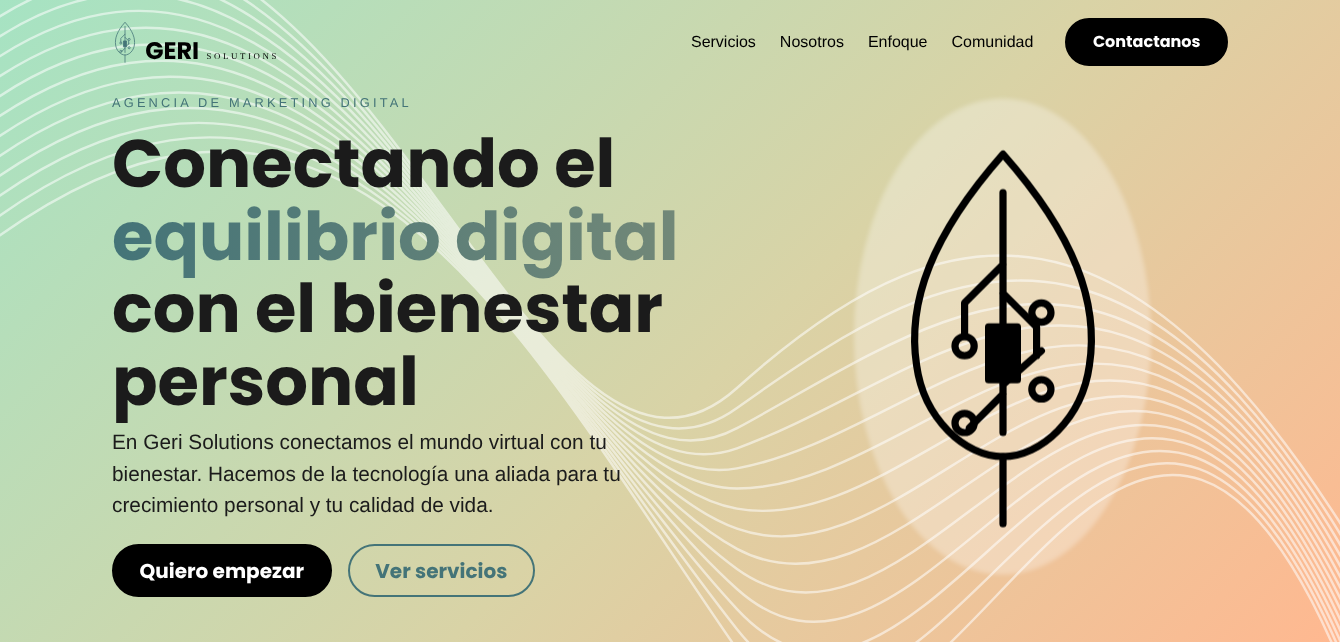 GERI SOLUTIONS
Servicios
Nosotros
Enfoque
Comunidad
Contactanos
AGENCIA DE MARKETING DIGITAL
Conectando el
equilibrio digital
con el bienestar
personal
En Geri Solutions conectamos el mundo virtual con tu
bienestar. Hacemos de la tecnología una aliada para tu
crecimiento personal y tu calidad de vida.
Quiero empezar
Ver servicios